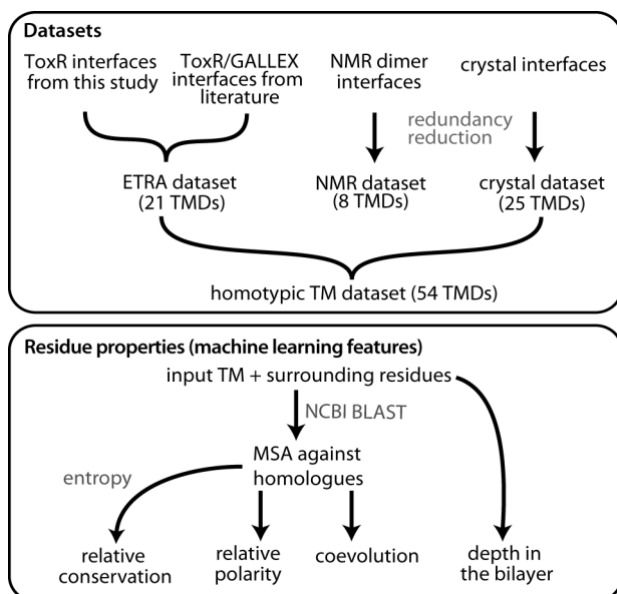 Datasets
ToxR interfaces
from this study
ToxR/GALLEX
interfaces from
literature
NMR dimer
interfaces
crystal interfaces
redundancy
reduction
ETRA dataset
(21 TMDs)
NMR dataset
(8 TMDs)
crystal dataset
(25 TMDs)
homotypic TM dataset (54 TMDs)
Residue properties (machine learning features)
input TM + surrounding residues
NCBI BLAST
MSA against
homologues
entropy
relative
conservation
relative
polarity
coevolution
depth in
the bilayer